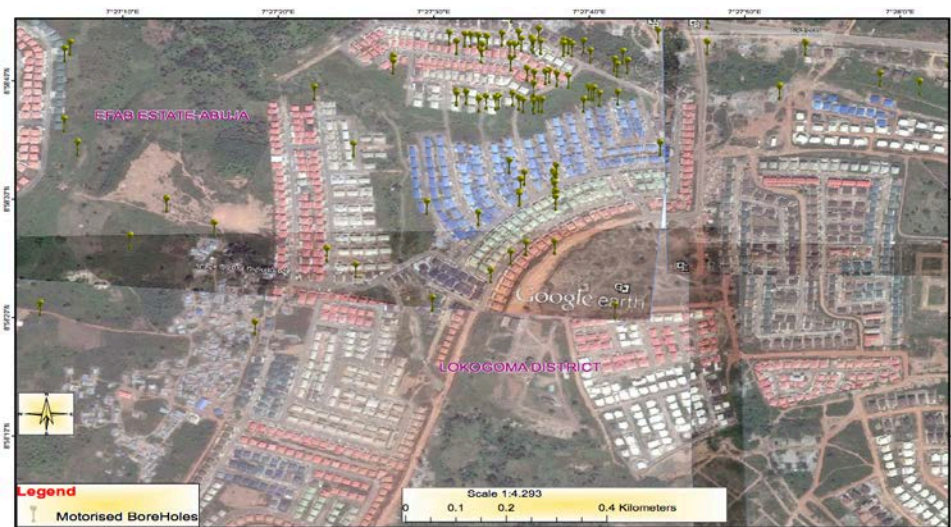 7°27'10"E 7°27'20"E 7°27'30"E 7°27'40"E 7°27'50"E 7°28'0"E
EFAB ESTATE ABUJA
Google earth
LOKOGOMA DISTRICT
Legend
Motorised BoreHoles
Scale 1:4.293
0 0.1 0.2 0.4 Kilometers